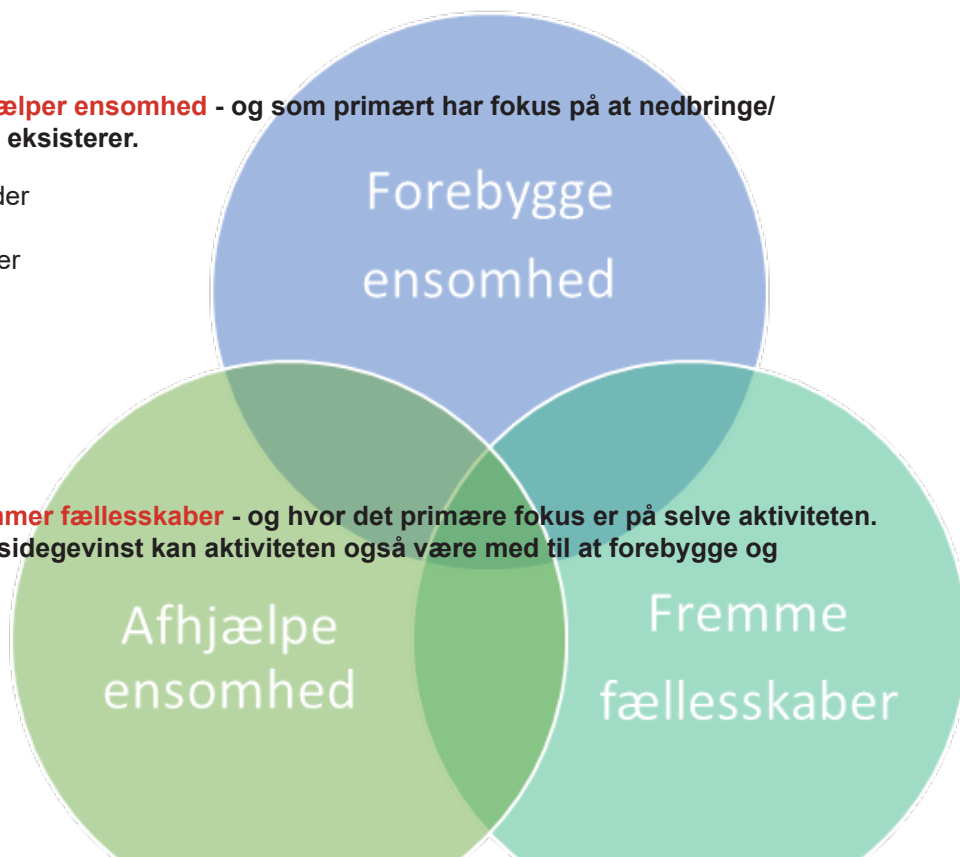 ælper ensomhed - og som primært har fokus på at nedbringe/
eksisterer.
der
er
Forebygge
ensomhed
mer fællesskaber - og hvor det primære fokus er på selve aktiviteten.
sidegevinst kan aktiviteten også være med til at forebygge og
Afhjælpe
ensomhed
Fremme
fællesskaber